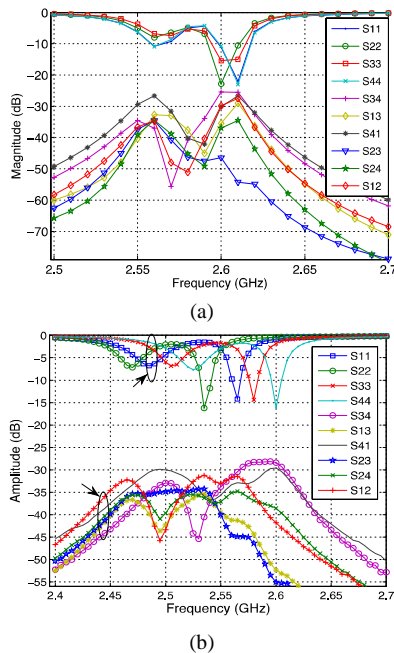 0
−10
−20
−30
−40
−50
−60
−70
Magnitude (dB)
2.5
2.55
2.6
2.65
2.7
Frequency (GHz)
S11
S22
S33
S44
S34
S13
S41
S23
S24
S12
(a)
0
−5
−10
−15
−20
−25
−30
−35
−40
−45
−50
−55
Amplitude (dB)
2.4
2.45
2.5
2.55
2.6
2.65
2.7
Frequency (GHz)
S11
S22
S33
S44
S34
S13
S41
S23
S24
S12
(b)